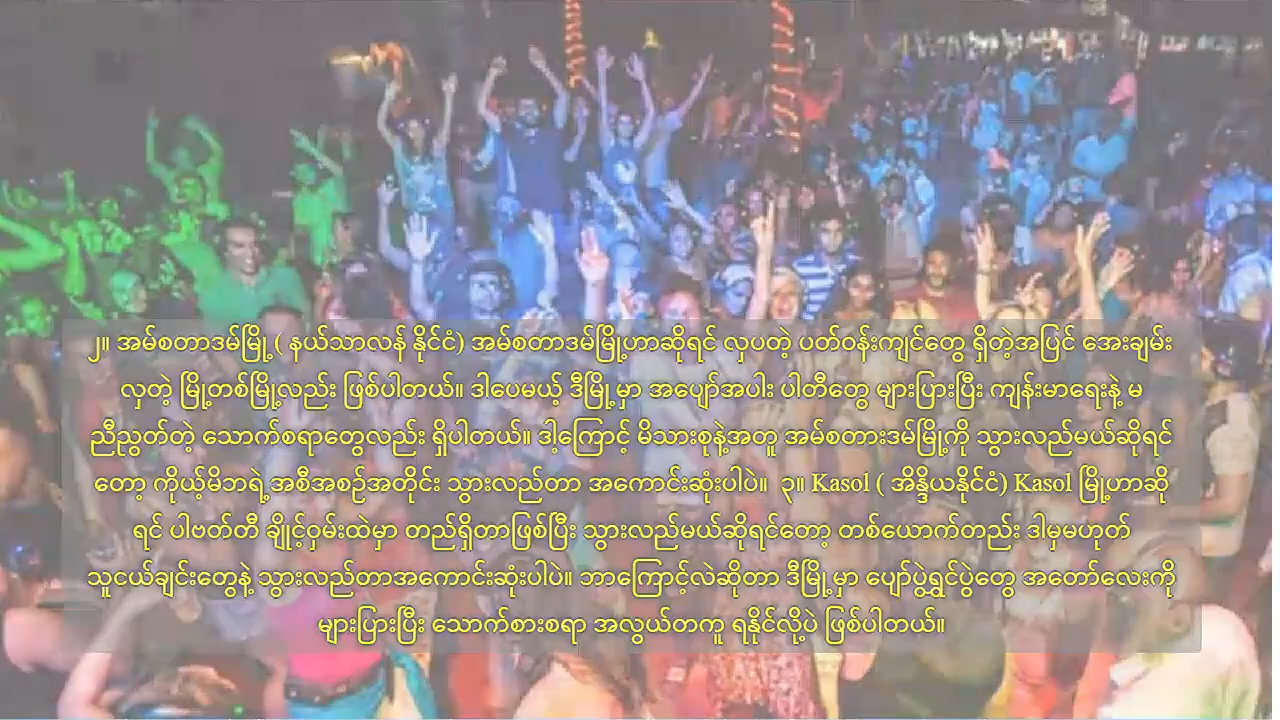 ၂။ အမ်စတာဒမ်မြို့ ( နယ်သာလန် နိုင်ငံ) အမ်စတာဒမ်မြို့ဟာဆိုရင် လှပတဲ့ ပတ်ဝန်းကျင်တွေ ရှိတဲ့အပြင် အေးချမ်း
လှတဲ့ မြို့တစ်မြို့လည်း ဖြစ်ပါတယ်။ ဒါပေမယ့် ဒီမြို့မှာ အပျော်အပါး ပါတီတွေ များပြားပြီး ကျန်းမာရေးနဲ့ မ
ညီညွတ်တဲ့ သောက်စရာတွေလည်း ရှိပါတယ်။ ဒါ့ကြောင့် မိသားစုနဲ့အတူ အမ်စတားဒမ်မြို့ကို သွားလည်မယ်ဆိုရင်
တော့ ကိုယ့်မိဘရဲ့အစီအစဉ်အတိုင်း သွားလည်တာ အကောင်းဆုံးပါပဲ။ ၃။ Kasol ( အိန္ဒိယနိုင်ငံ) Kasol မြို့ဟာဆို
ရင် ပါဗတ်တီ ချိုင့်ဝှမ်းထဲမှာ တည်ရှိတာဖြစ်ပြီး သွားလည်မယ်ဆိုရင်တော့ တစ်ယောက်တည်း ဒါမှမဟုတ်
သူငယ်ချင်းတွေနဲ့ သွားလည်တာအကောင်းဆုံးပါပဲ။ ဘာကြောင့်လဲဆိုတာ ဒီမြို့မှာ ပျော်ပွဲရွှင်ပွဲတွေ အတော်လေးကို
များပြားပြီး သောက်စားစရာ အလွယ်တကူ ရနိုင်လို့ပဲ ဖြစ်ပါတယ်။